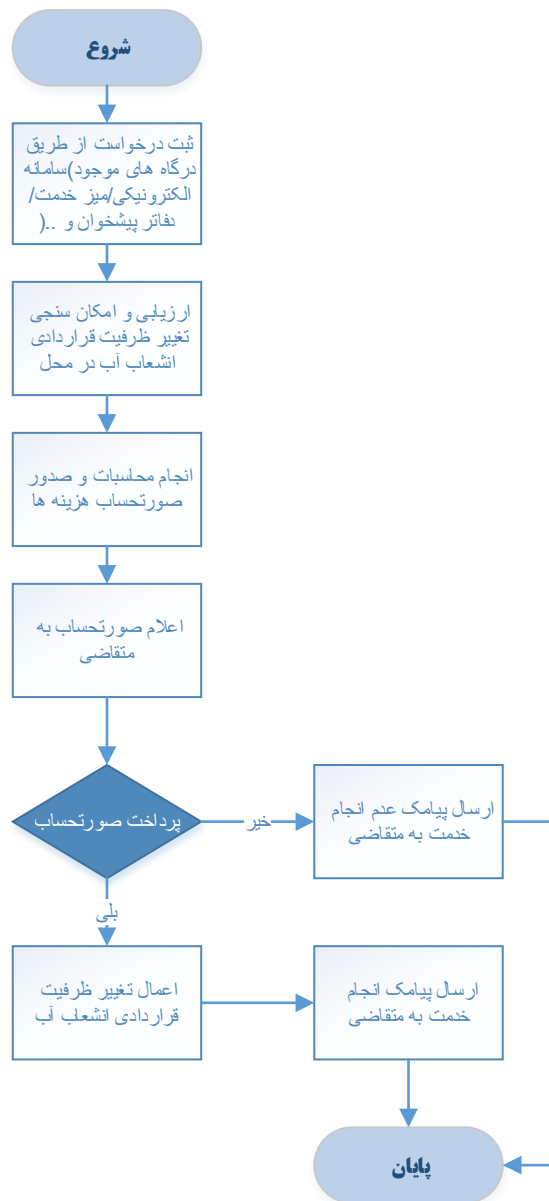 شروع
ثبت درخواست از طریق
درگاه های موجود)سامانه
الکترونیکی/میز خدمت/
دفاتر پیشخوان و ..(
ارزیابی و امکان سنجی
تغییر ظرفیت قراردادی
انشعاب آب در محل
انجام محاسبات و صدور
صورتحساب هزینه ها
اعلام صورتحساب به
متقاضی
پرداخت صورتحساب
خیر
ارسال پیامک عدم انجام
خدمت به متقاضی
بلی
اعمال تغییر ظرفیت
قراردادی انشعاب آب
ارسال پیامک انجام
خدمت به متقاضی
پایان